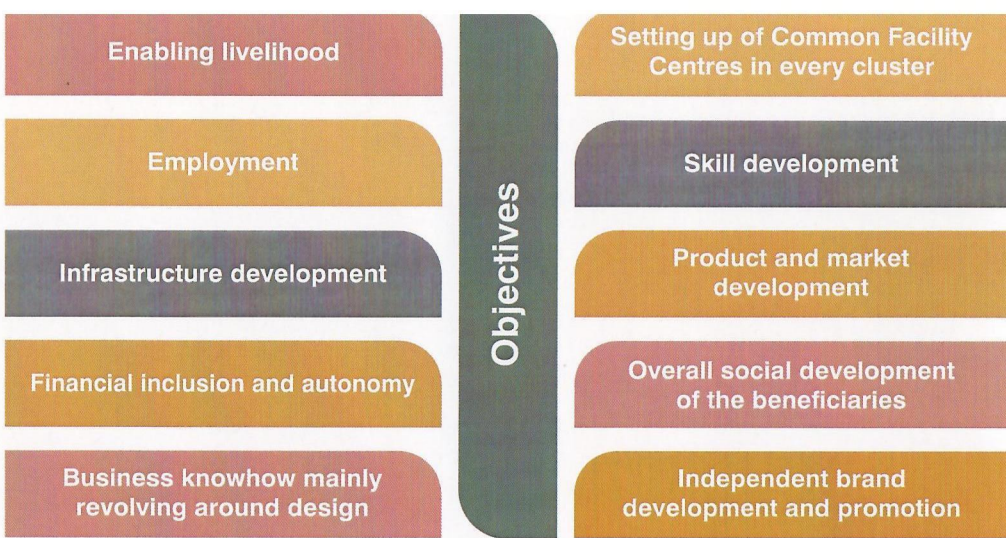 Enabling livelihood
Employment
Infrastructure development
Financial inclusion and autonomy
Business knowhow mainly
revolving around design
Objectives
Setting up of Common Facility
Centres in every cluster
Skill development
Product and market
development
Overall social development
of the beneficiaries
Independent brand
development and promotion